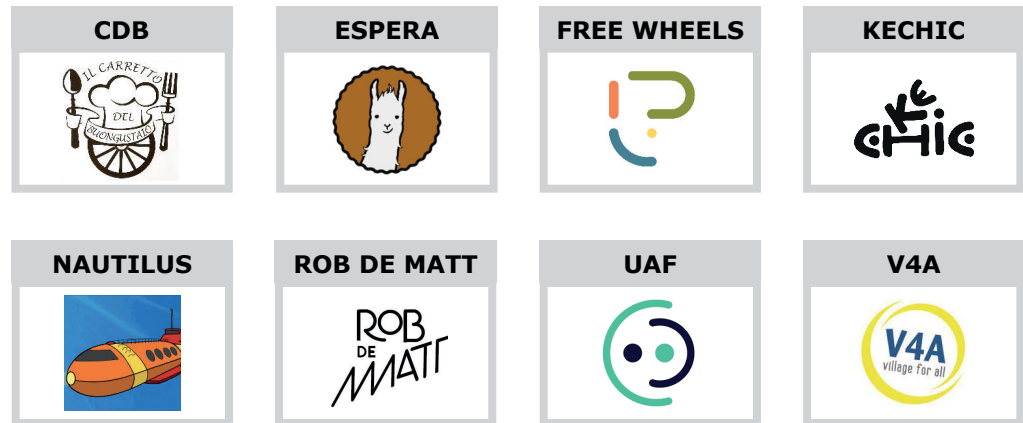 CDB
ESPERA
FREE WHEELS
KECHIC
IL CARRETTO
DEL
BUONGUSTAIO
KE
CHIC
NAUTILUS
ROB DE MATT
UAF
V4A
ROB
DE
MATT
V4A
village for all